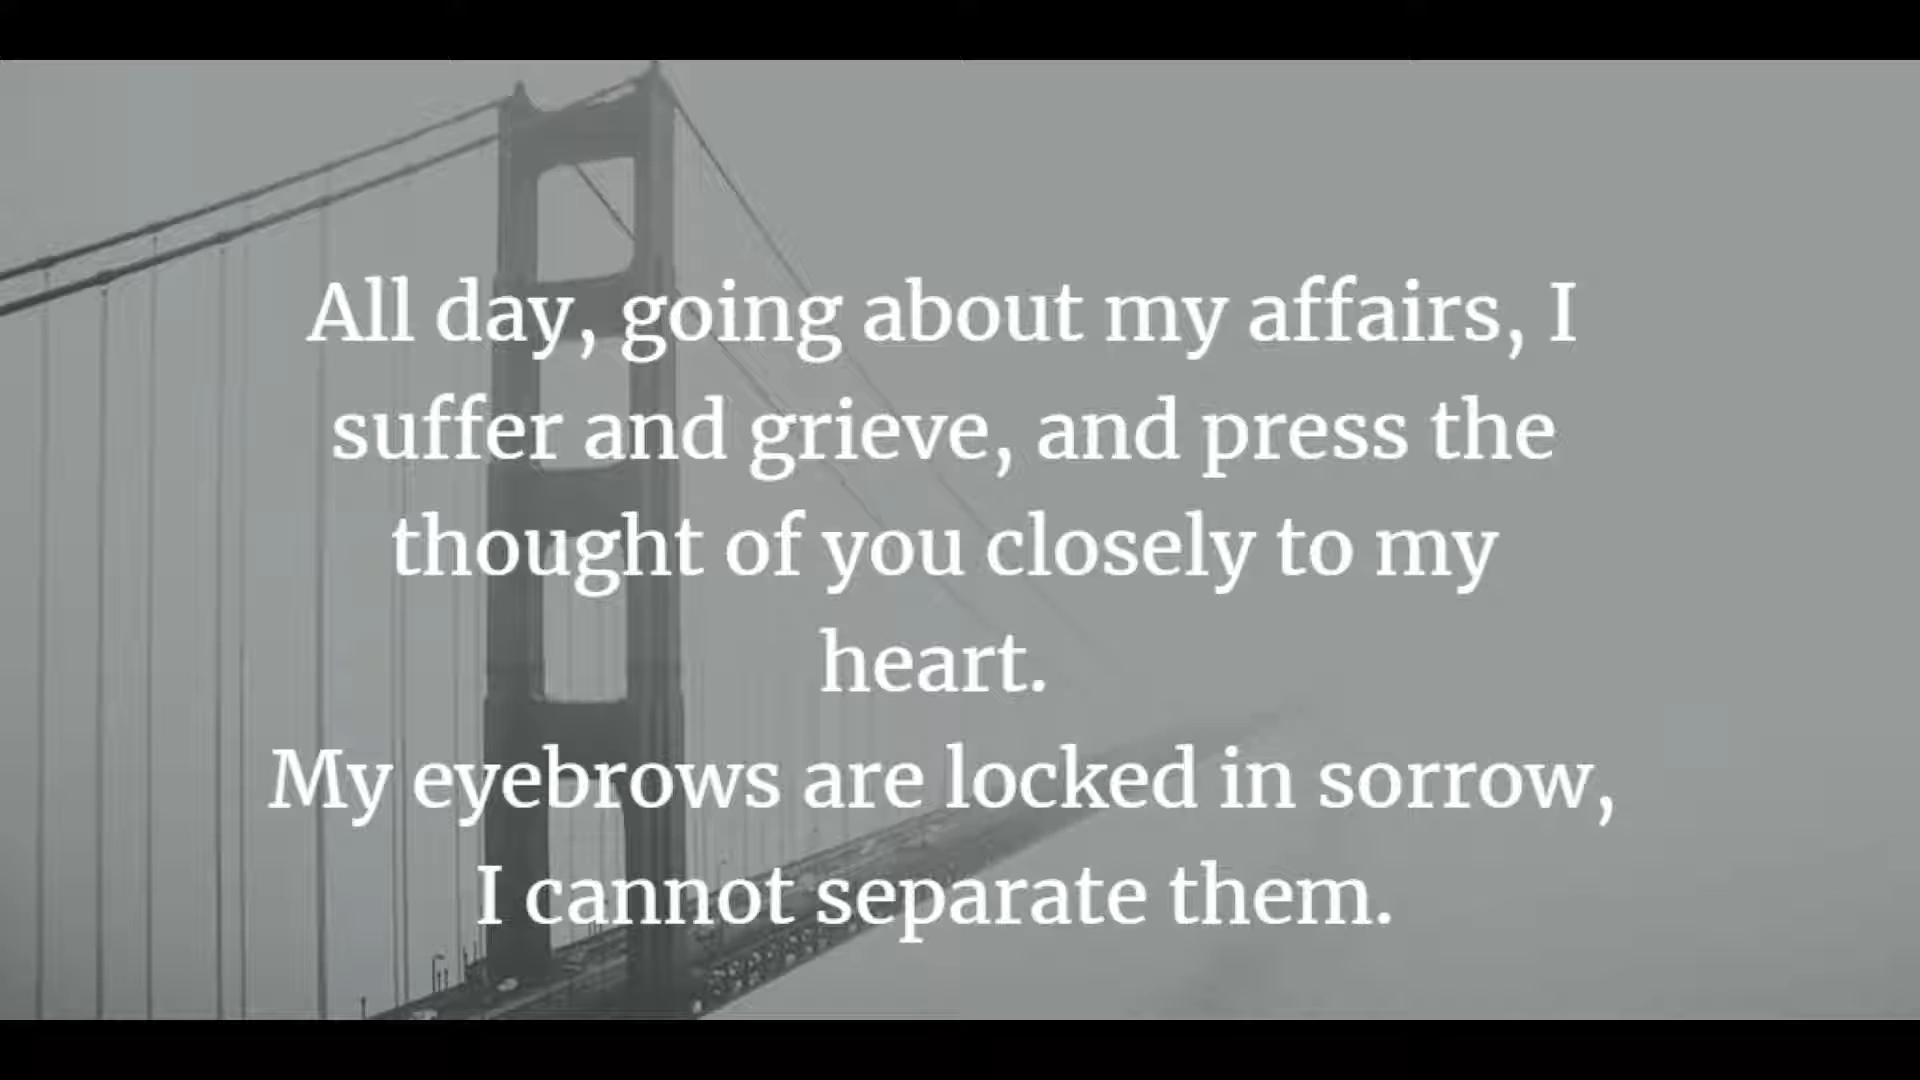 All day, going about my affairs, I
suffer and grieve, and press the
thought of you closely to my
heart.
My eyebrows are locked in sorrow,
I cannot separate them.